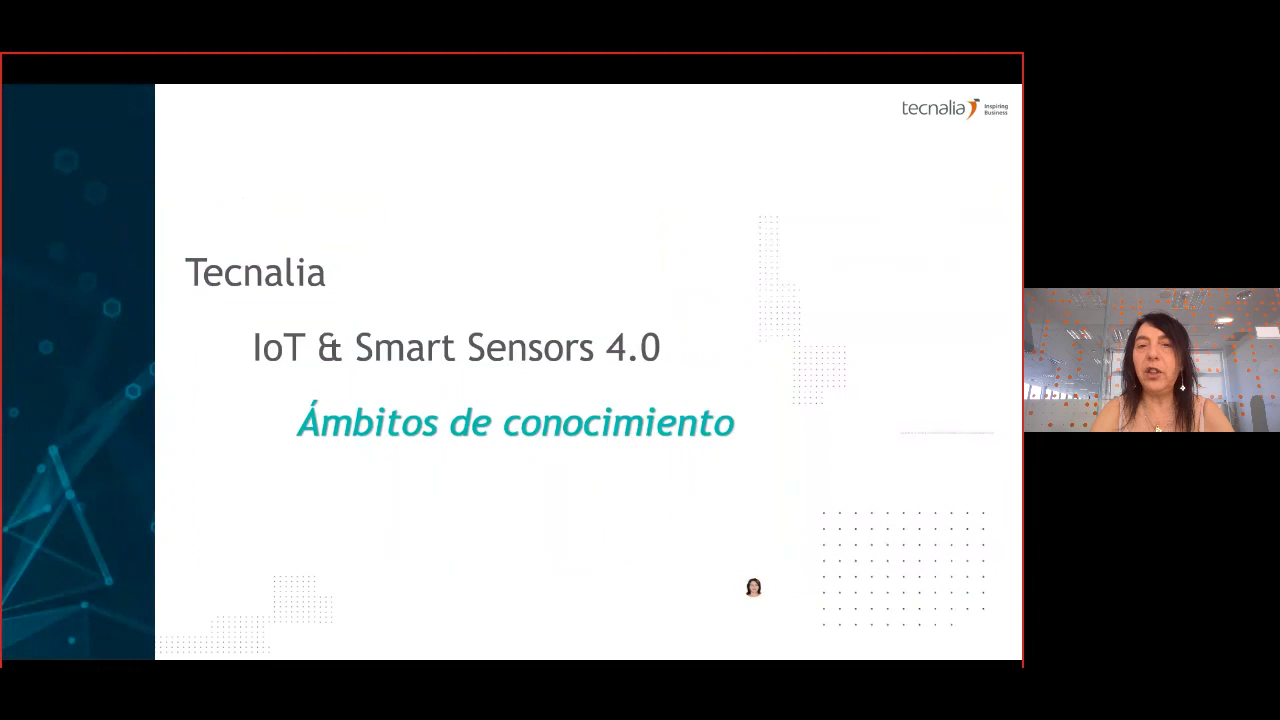 tecnalia Inspiring
Business
Tecnalia
IoT & Smart Sensors 4.0
Ámbitos de conocimiento